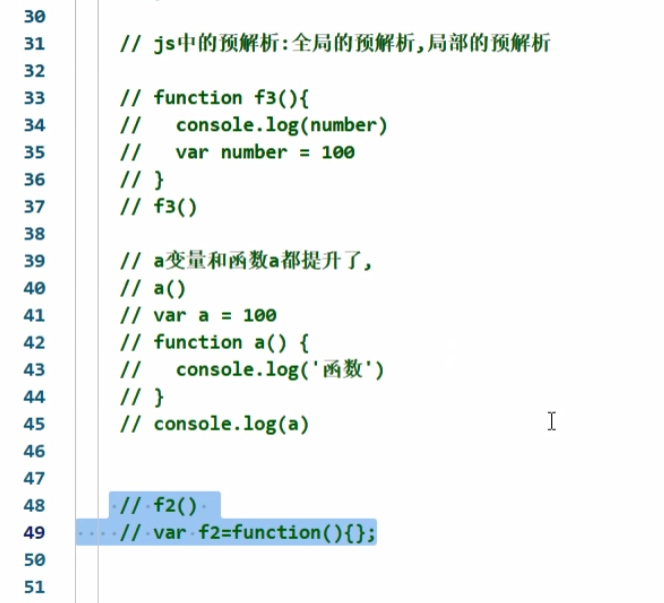 30
31 // js中的预解析:全局的预解析,局部的预解析
32
33 // function f3(){
34 //   console.log(number)
35 //   var number = 100
36 // }
37 // f3()
38
39 // a变量和函数a都提升了,
40 // a()
41 // var a = 100
42 // function a() {
43 //   console.log('函数')
44 // }
45 // console.log(a)
46
47
48 // f2()
49 // var f2=function(){};
50
51